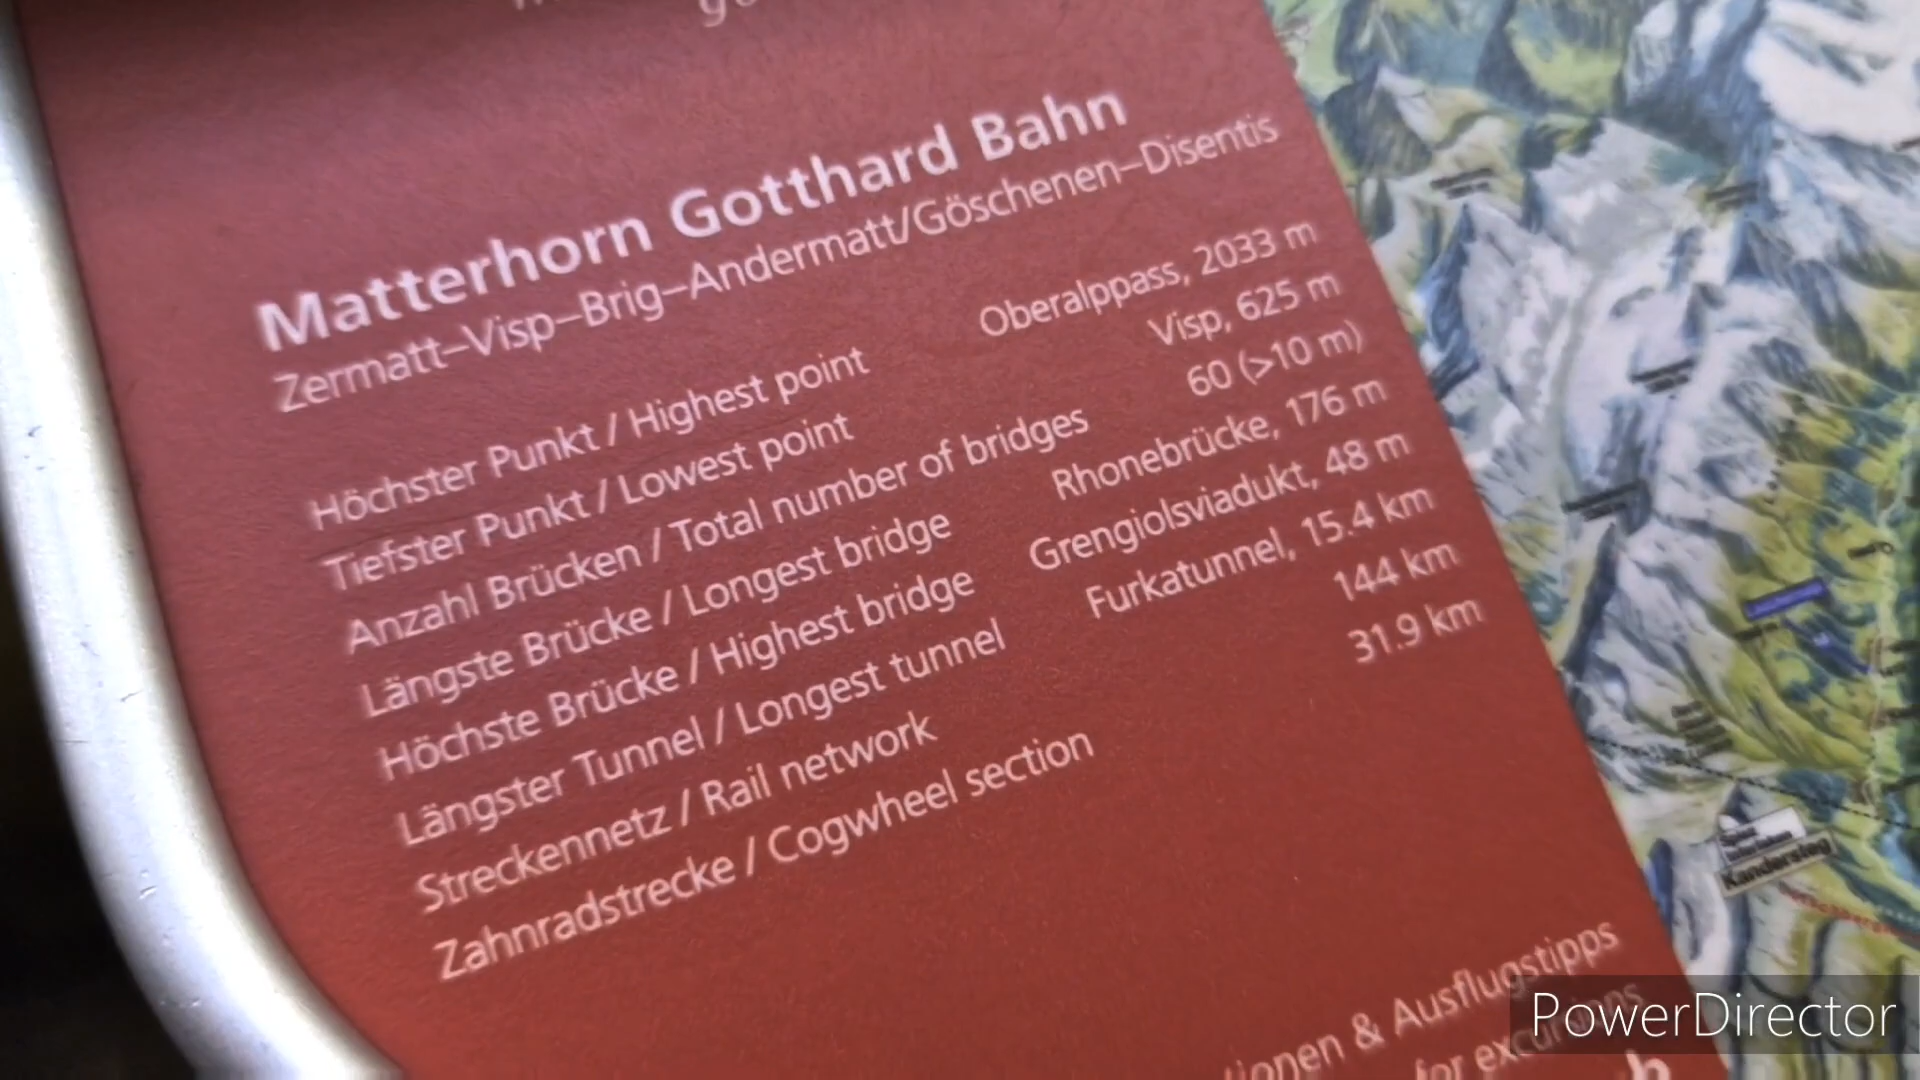 Matterhorn Gotthard Bahn
Zermatt–Visp–Brig–Andermatt/Göschenen–Disentis
Höchster Punkt / Highest point Oberalppass, 2033 m
Tiefster Punkt / Lowest point Visp, 625 m
Anzahl Brücken / Total number of bridges 60 (>10 m)
Längste Brücke / Longest bridge Rhonebrücke, 176 m
Höchste Brücke / Highest bridge Grengiolsviadukt, 48 m
Längster Tunnel / Longest tunnel Furkatunnel, 15.4 km
Streckennetz / Rail network 144 km
Zahnradstrecke / Cogwheel section 31.9 km
Kandersteg
& Ausflugstipps
for
PowerDirector